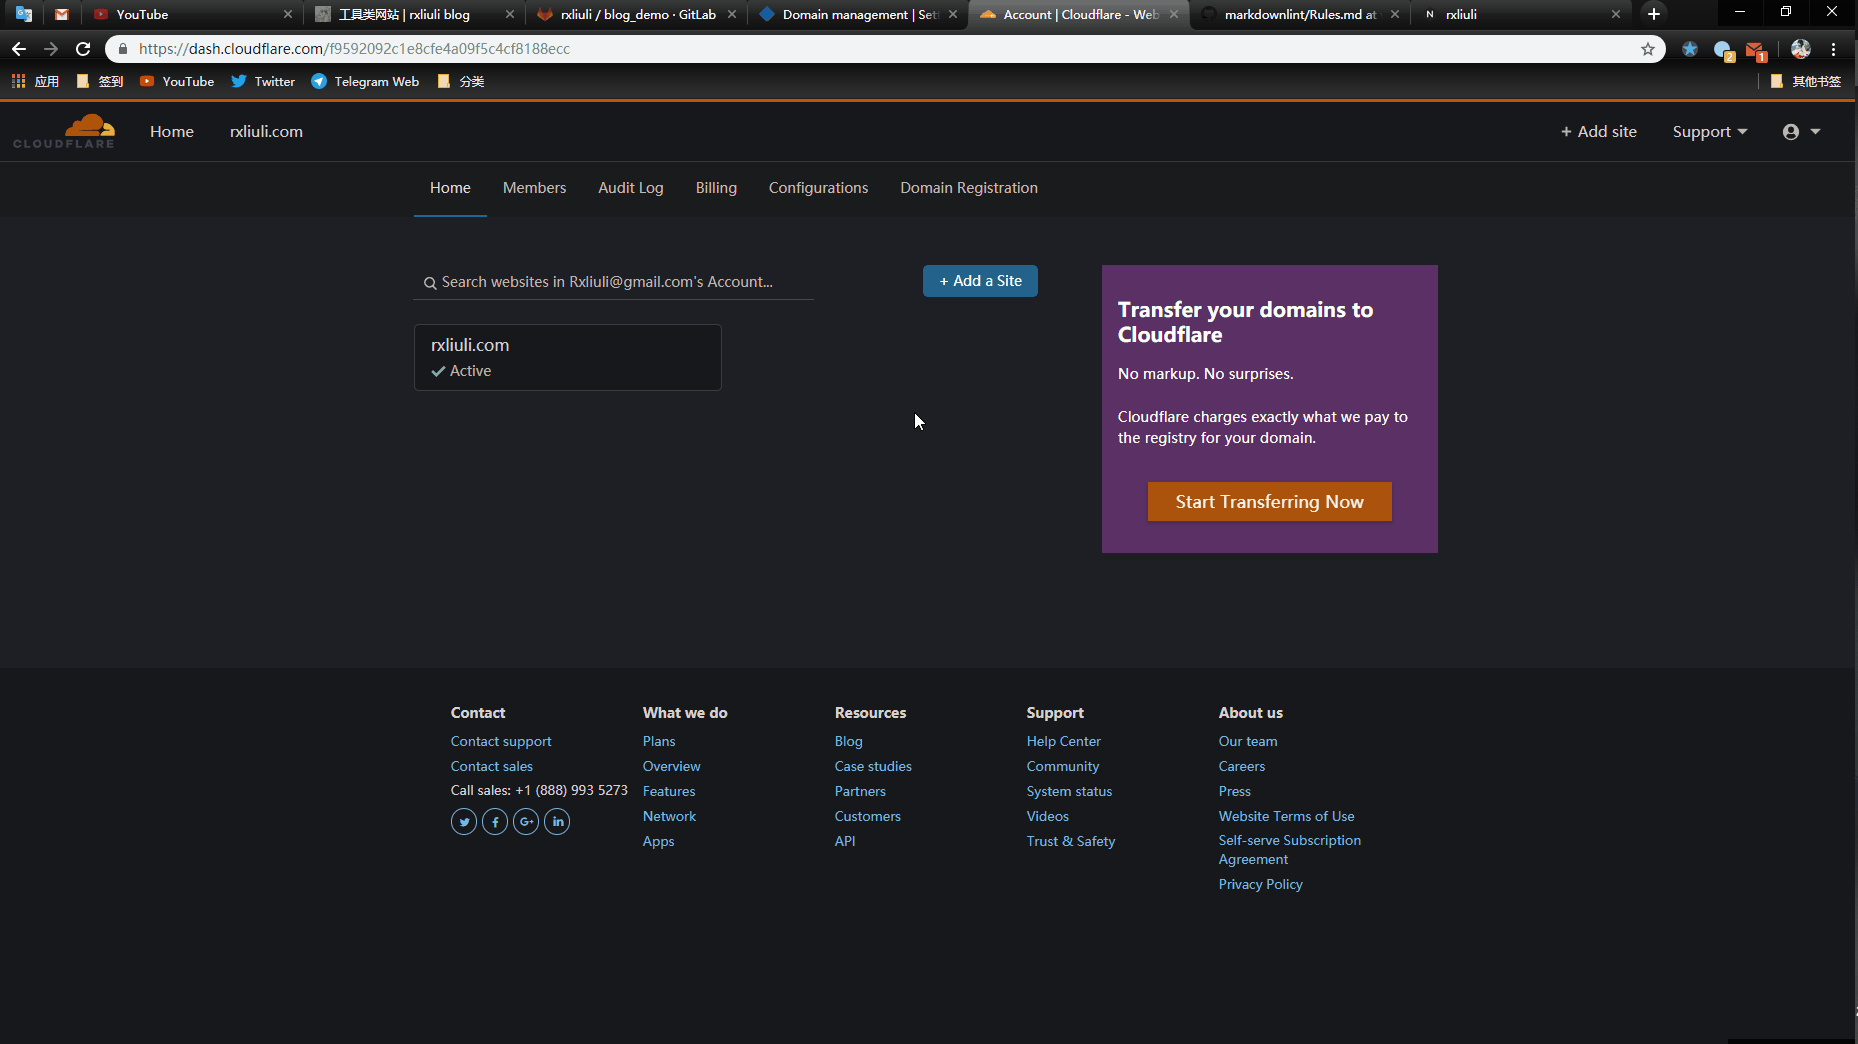 YouTube
工具类网站 | rxliuli blog
rxliuli / blog_demo · GitLab
Domain management | Set
Account | Cloudflare - Web
markdownlint/Rules.md at
N rxliuli
https://dash.cloudflare.com/f9592092c1e8cfe4a09f5c4cf8188ecc
2
1
应用
签到
YouTube
Twitter
Telegram Web
分类
其他书签
CLOUDFLARE
Home
rxliuli.com
+ Add site
Support
Home
Members
Audit Log
Billing
Configurations
Domain Registration
Search websites in Rxliuli@gmail.com's Account...
+ Add a Site
rxliuli.com
Active
Transfer your domains to
Cloudflare
No markup. No surprises.
Cloudflare charges exactly what we pay to
the registry for your domain.
Start Transferring Now
Contact
Contact support
Contact sales
Call sales: +1 (888) 993 5273
What we do
Plans
Overview
Features
Network
Apps
Resources
Blog
Case studies
Partners
Customers
API
Support
Help Center
Community
System status
Videos
Trust & Safety
About us
Our team
Careers
Press
Website Terms of Use
Self-serve Subscription
Agreement
Privacy Policy